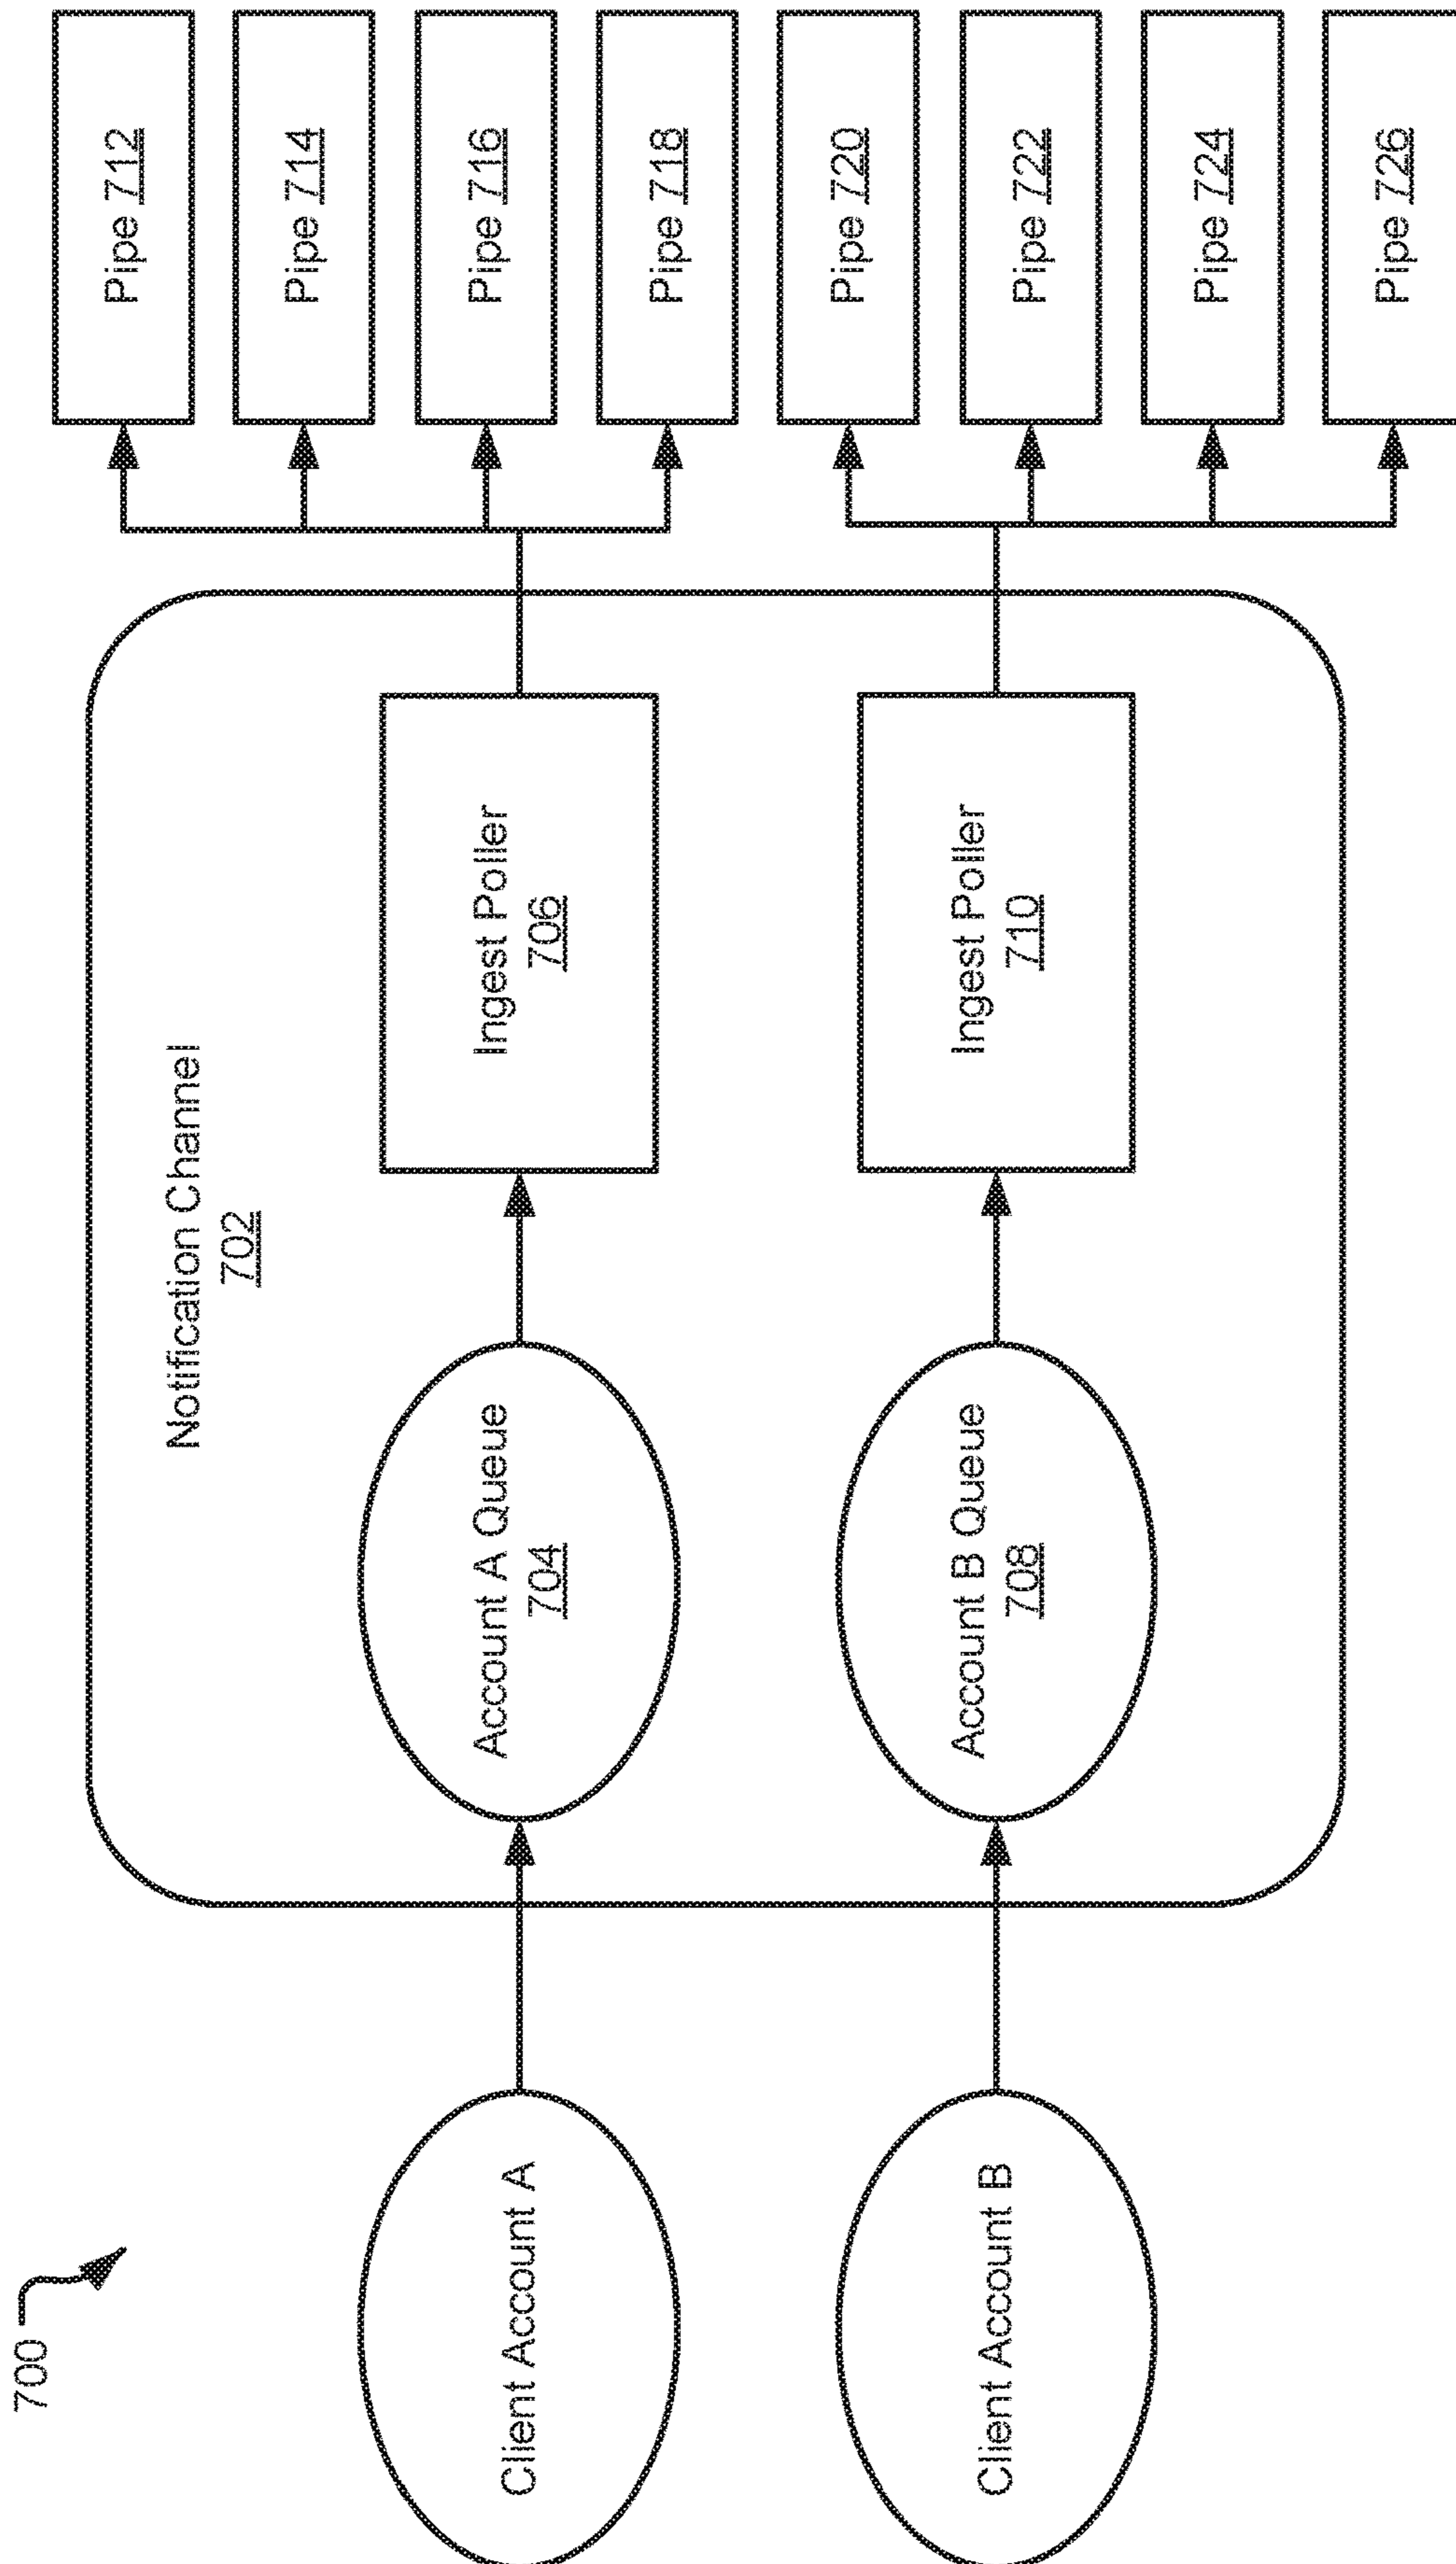 700
Notification Channel
702
Client Account A
Account A Queue
704
Ingest Poller
706
Client Account B
Account B Queue
708
Ingest Poller
710
Pipe 712
Pipe 714
Pipe 716
Pipe 718
Pipe 720
Pipe 722
Pipe 724
Pipe 726